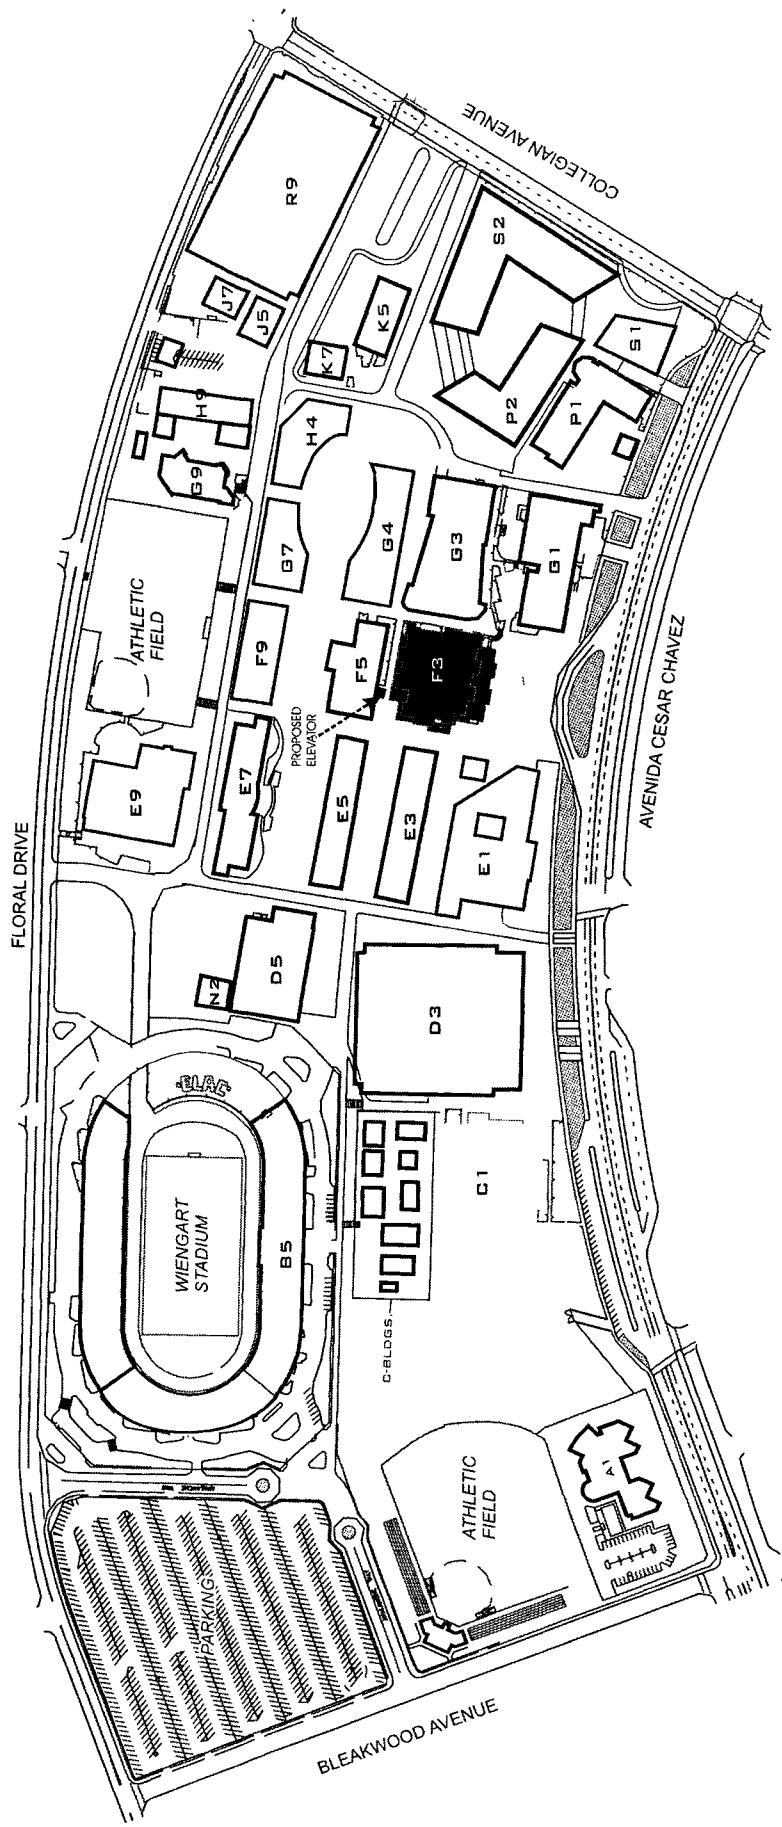 COLLEGIAN AVENUE
R9
S2
J7
J5
K5
K7
S1
H9
P2
P1
H4
G9
G4
G3
G7
G1
ATHLETIC
FIELD
F9
F5
F3
PROPOSED
ELEVATOR
AVENIDA CESAR CHAVEZ
E9
E7
E5
E3
E1
FLORAL DRIVE
N2
D5
D3
ELAC
C1
WIENGART
STADIUM
B5
C-BLDGS.
A1
ATHLETIC
FIELD
PARKING
BLEAKWOOD AVENUE